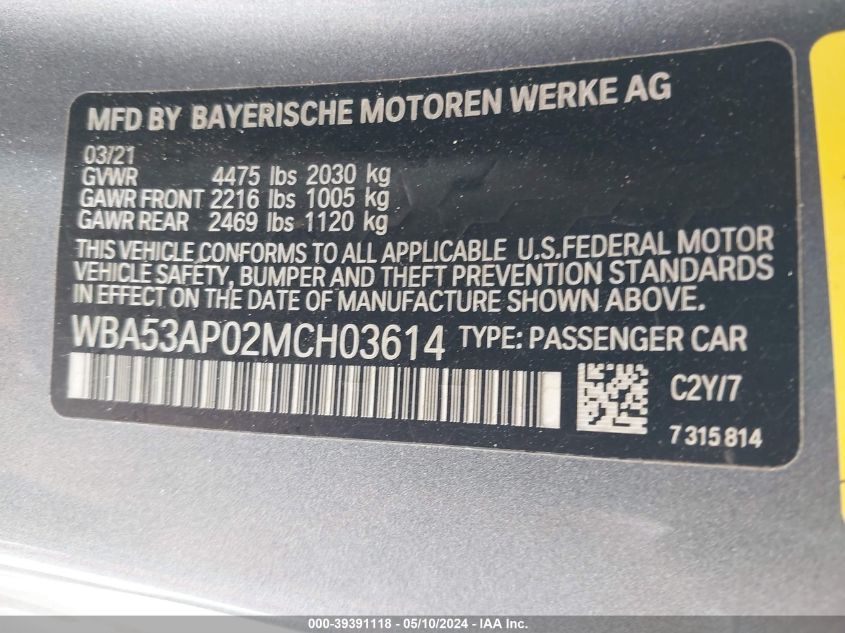 MFD BY BAYERISCHE MOTOREN WERKE AG
03/21
GVWR 4475 lbs 2030 kg
GAWR FRONT 2216 lbs 1005 kg
GAWR REAR 2469 lbs 1120 kg
THIS VEHICLE CONFORMS TO ALL APPLICABLE U.S.FEDERAL MOTOR
VEHICLE SAFETY, BUMPER AND THEFT PREVENTION STANDARDS
IN EFFECT ON THE DATE OF MANUFACTURE SHOWN ABOVE.
WBA53AP02MCH03614 TYPE: PASSENGER CAR
C2Y/7
7 315 814
000-39391118 - 05/10/2024 - IAAI.COM